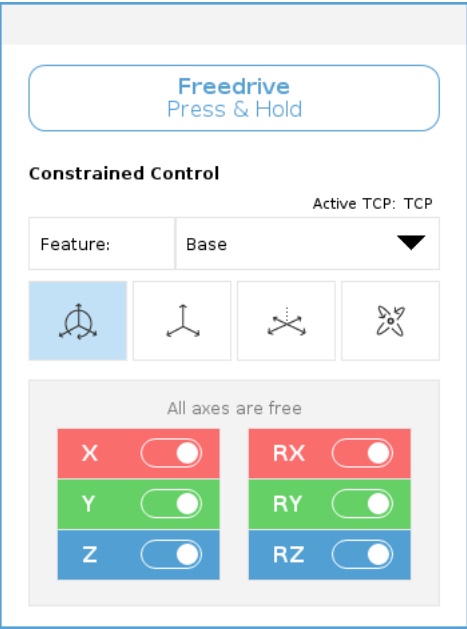 Freedrive
Press & Hold
Constrained Control
Active TCP: TCP
Feature: Base
All axes are free
X RX
Y RY
Z RZ